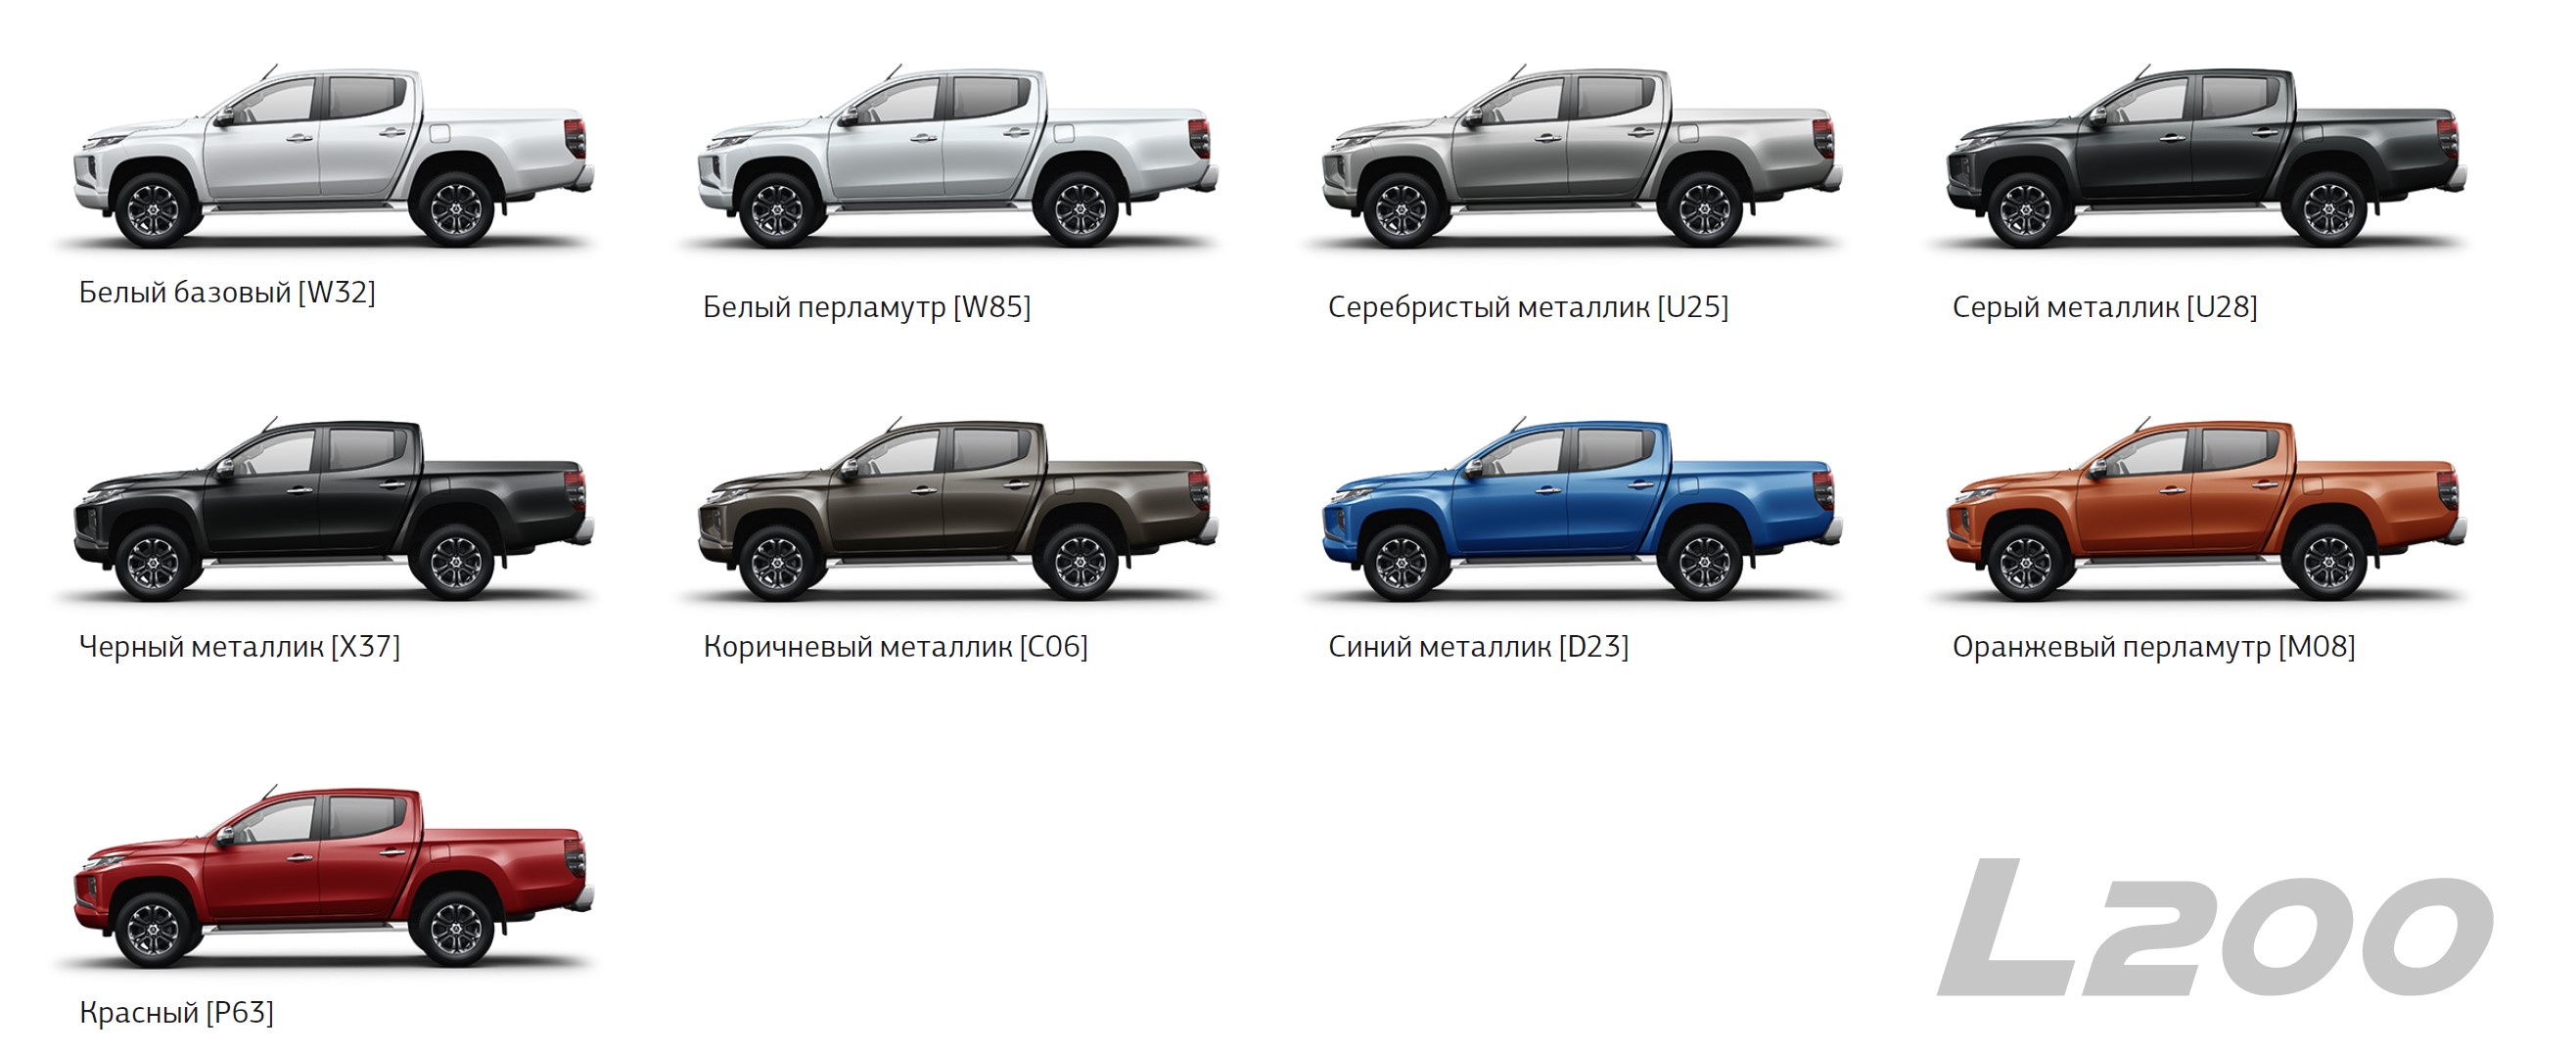 Белый базовый [W32]
Белый перламутр [W85]
Серебристый металлик [U25]
Серый металлик [U28]
Черный металлик [X37]
Коричневый металлик [C06]
Синий металлик [D23]
Оранжевый перламутр [M08]
Красный [P63]
L200